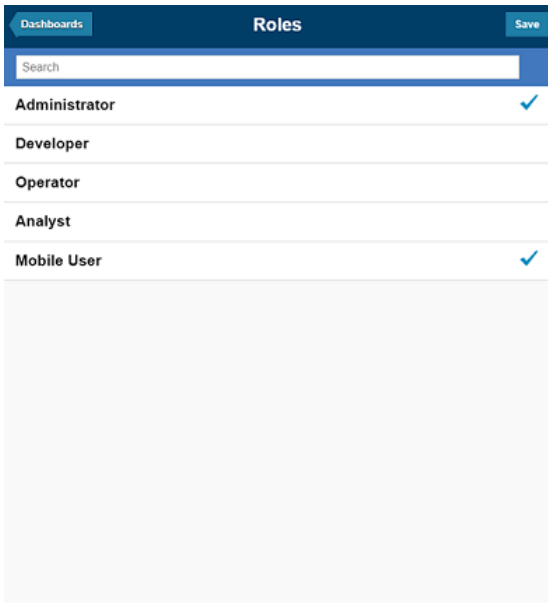 Dashboards Roles Save
Search
Administrator
Developer
Operator
Analyst
Mobile User